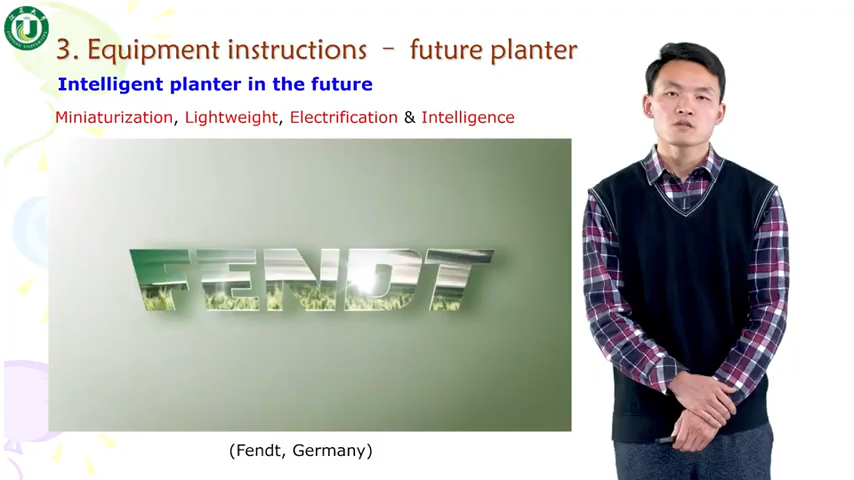 3. Equipment instructions – future planter
Intelligent planter in the future
Miniaturization, Lightweight, Electrification & Intelligence
FENDT
(Fendt, Germany)